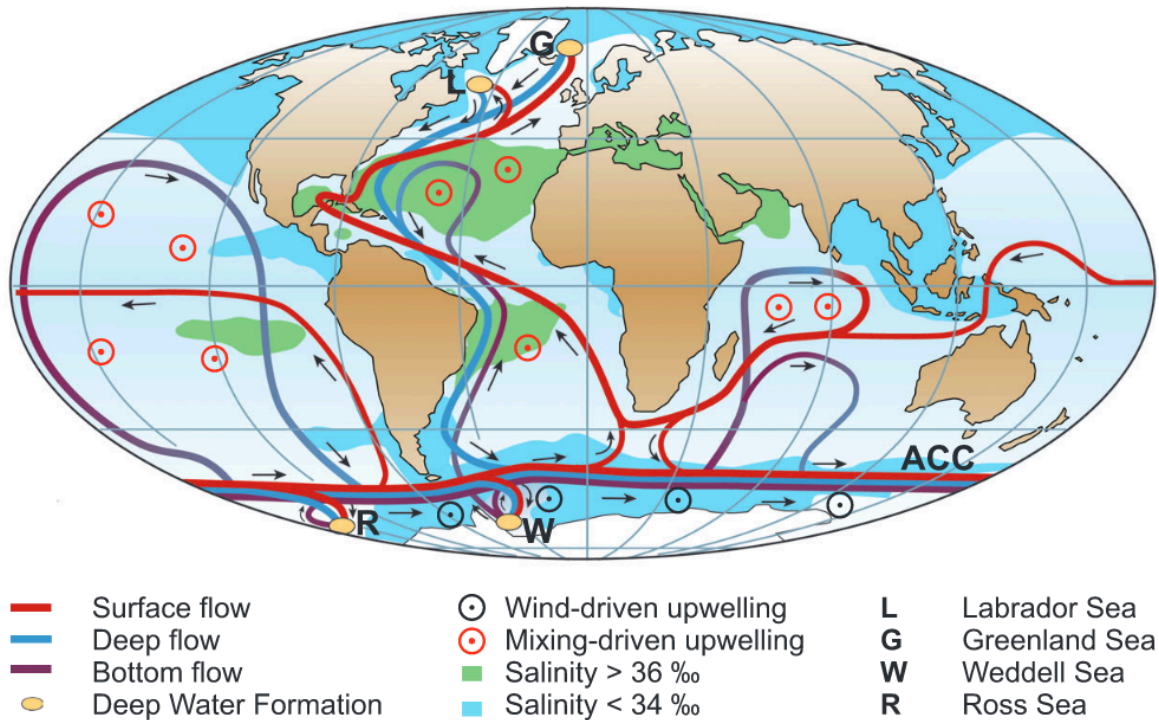 G
L
ACC
R
W
Surface flow
Deep flow
Bottom flow
Deep Water Formation
Wind-driven upwelling
Mixing-driven upwelling
Salinity > 36 ‰
Salinity < 34 ‰
L Labrador Sea
G Greenland Sea
W Weddell Sea
R Ross Sea